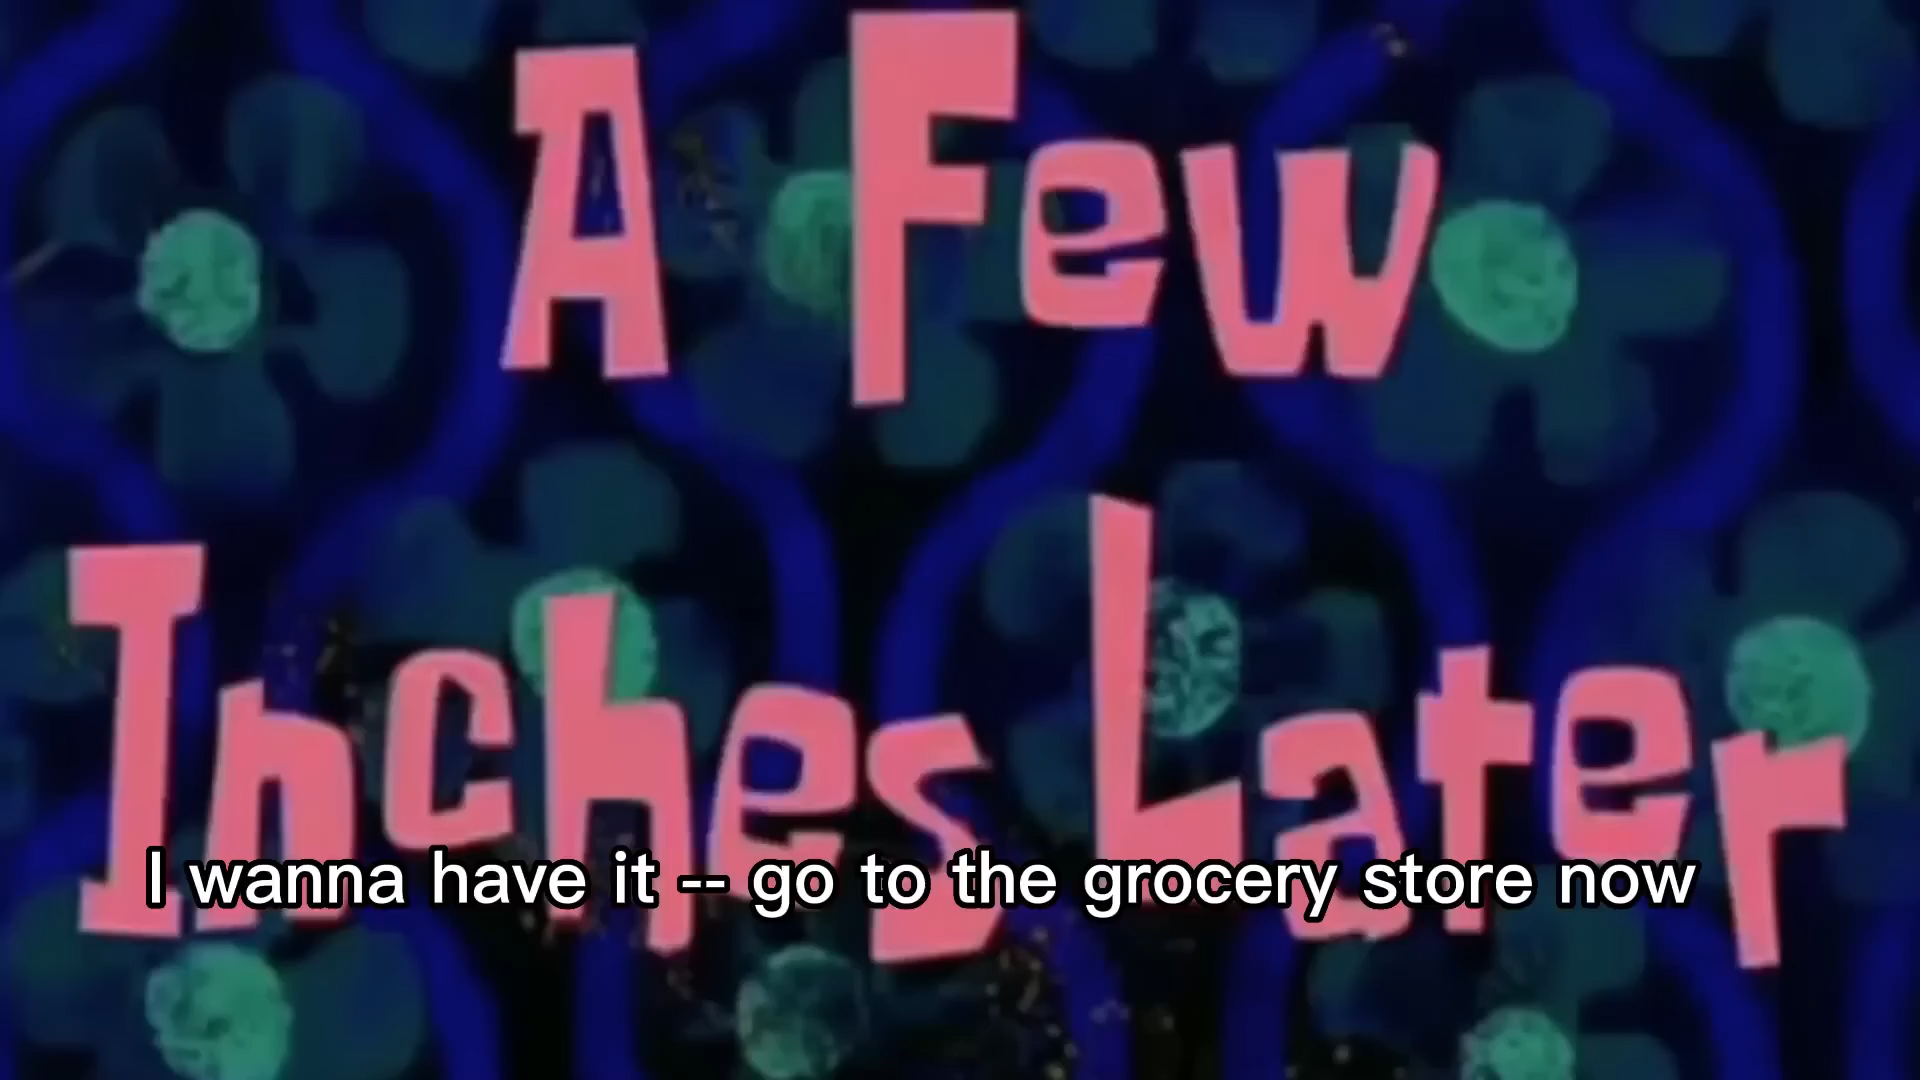 A Few
Inches Later
I wanna have it -- go to the grocery store now